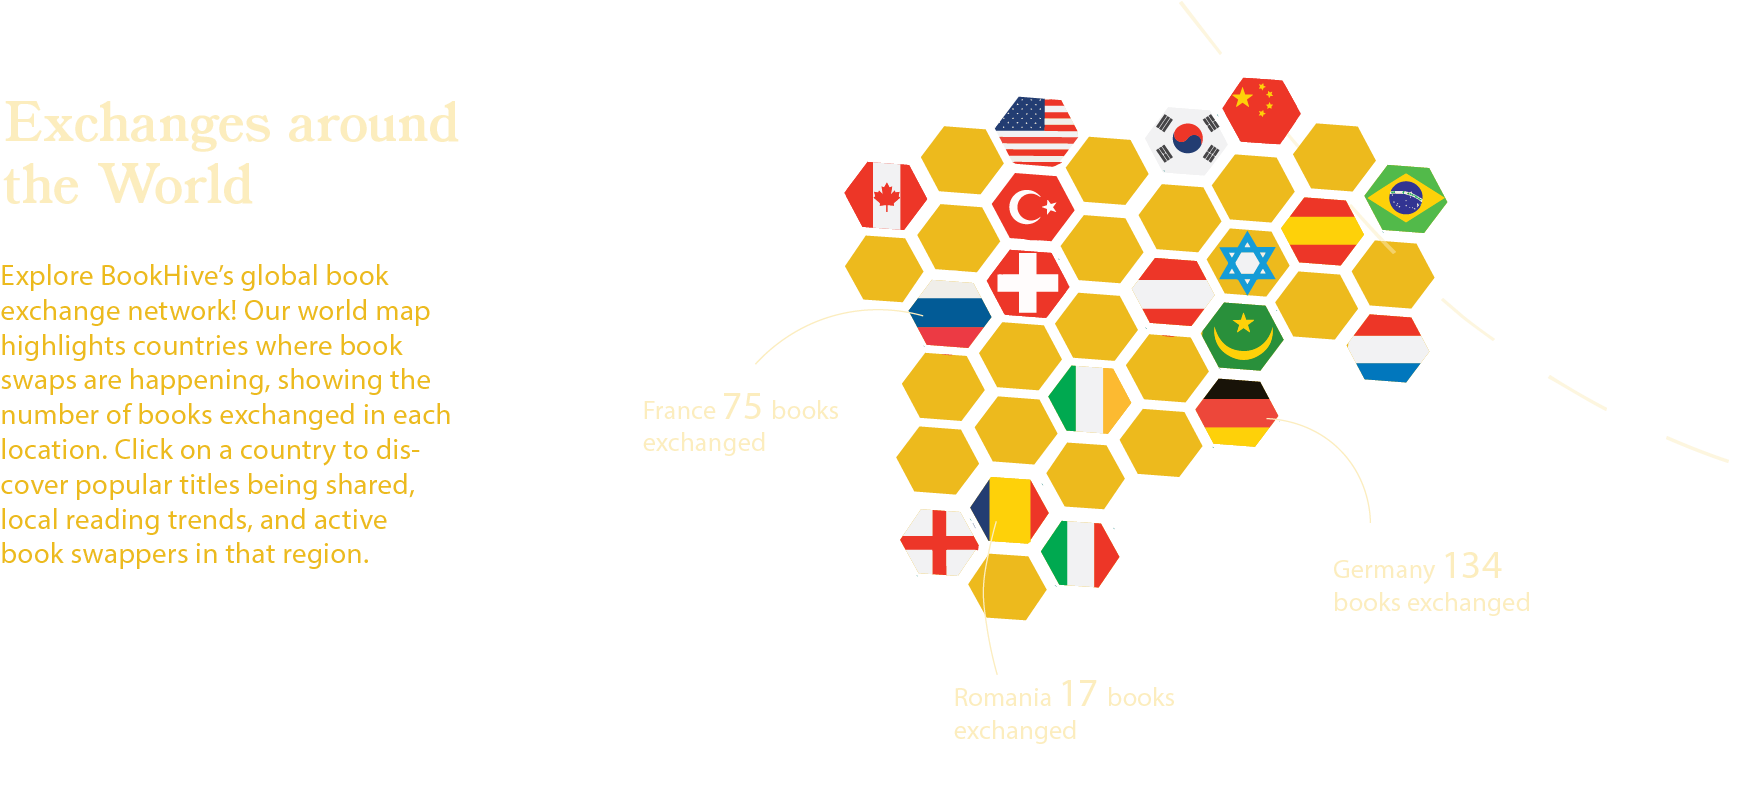 Exchanges around
the World
Explore BookHive’s global book
exchange network! Our world map
highlights countries where book
swaps are happening, showing the
number of books exchanged in each
location. Click on a country to dis-
cover popular titles being shared,
local reading trends, and active
book swappers in that region.
France 75 books
exchanged
Germany 134
books exchanged
Romania 17 books
exchanged